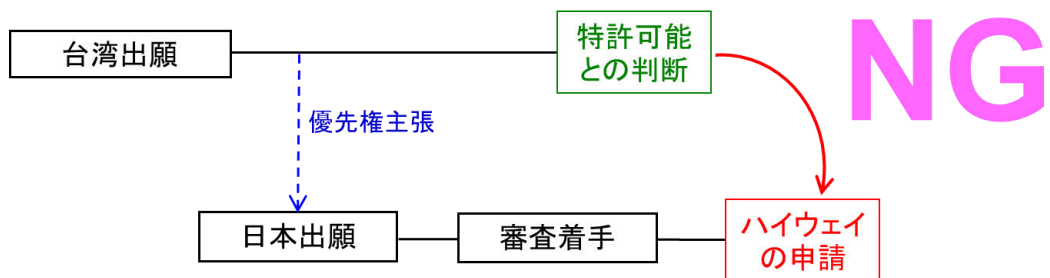 台湾出願
特許可能
との判断
NG
優先権主張
日本出願
審査着手
ハイウェイ
の申請